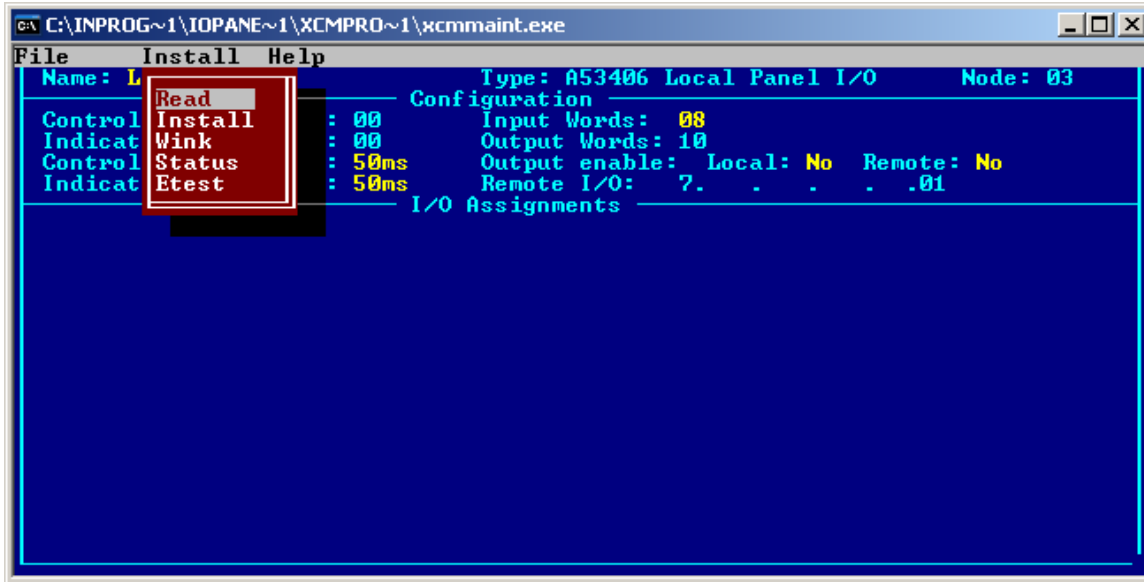 C:\INPROG~1\IOPANE~1\XCMPRO~1\xcmmaint.exe
File Install Help
Name: L Type: A53406 Local Panel I/O Node: 03
Read Configuration
Control Install : 00 Input Words: 08
Indicat Wink : 00 Output Words: 10
Control Status : 50ms Output enable: Local: No Remote: No
Indicat Etest : 50ms Remote I/O: 7. . . . .01
I/O Assignments